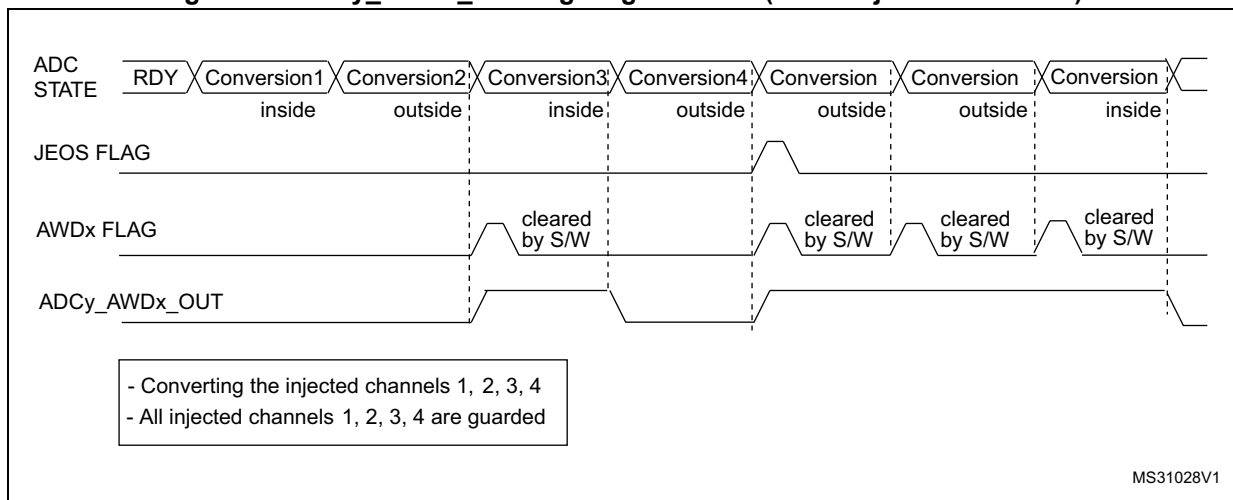 ADC
STATE
RDY Conversion1 Conversion2 Conversion3 Conversion4 Conversion Conversion Conversion
inside outside inside outside outside outside inside
JEOS FLAG
AWDx FLAG
cleared
by S/W
cleared
by S/W
cleared
by S/W
cleared
by S/W
ADCy_AWDx_OUT
- Converting the injected channels 1, 2, 3, 4
- All injected channels 1, 2, 3, 4 are guarded
MS31028V1